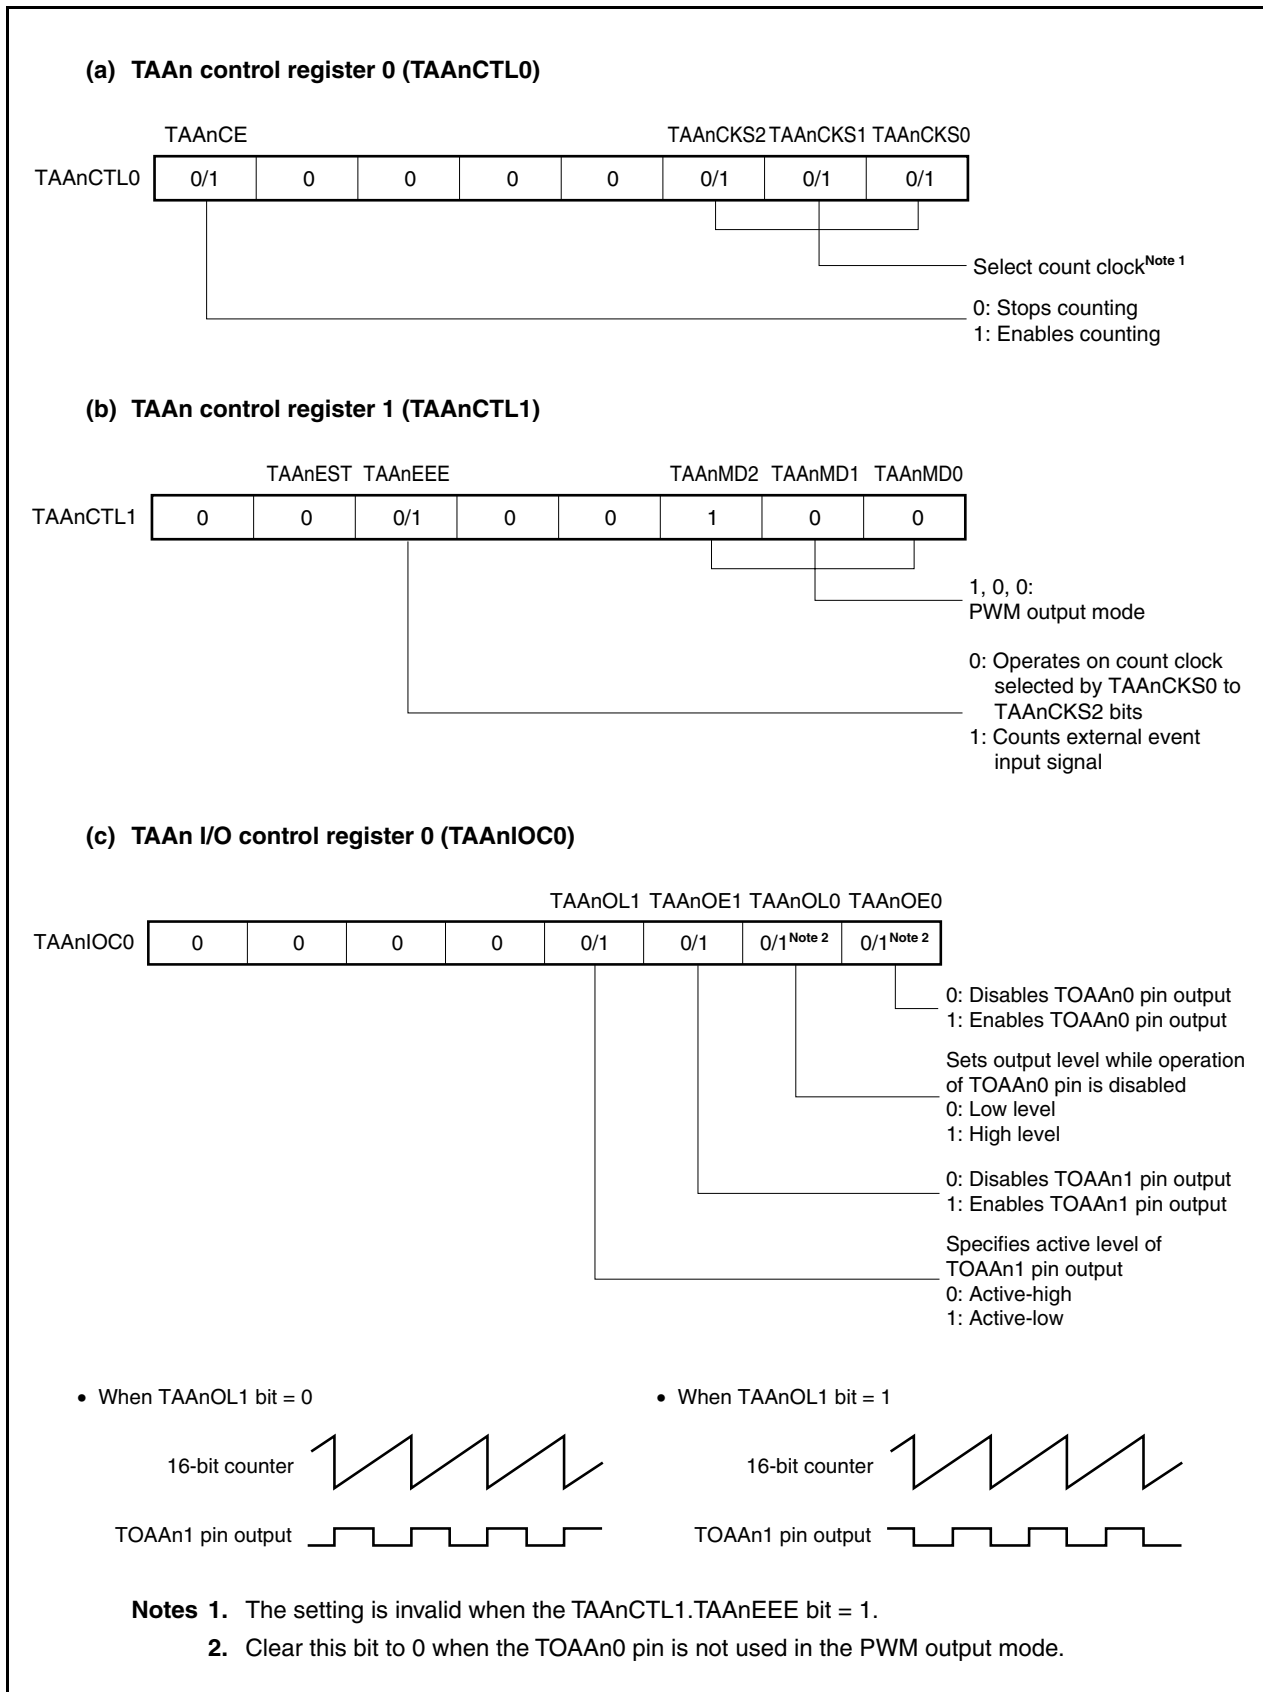 (a) TAAn control register 0 (TAAnCTL0)
TAAnCE TAAnCKS2 TAAnCKS1 TAAnCKS0
TAAnCTL0 0/1 0 0 0 0 0/1 0/1 0/1
Select count clock Note 1
0: Stops counting
1: Enables counting
(b) TAAn control register 1 (TAAnCTL1)
TAAnEST TAAnEEE TAAnMD2 TAAnMD1 TAAnMD0
TAAnCTL1 0 0 0/1 0 0 1 0 0
1, 0, 0:
PWM output mode
0: Operates on count clock
selected by TAAnCKS0 to
TAAnCKS2 bits
1: Counts external event
input signal
(c) TAAn I/O control register 0 (TAAnIOC0)
TAAnOL1 TAAnOE1 TAAnOL0 TAAnOE0
TAAnIOC0 0 0 0 0 0/1 0/1 0/1 Note 2 0/1 Note 2
0: Disables TOAAn0 pin output
1: Enables TOAAn0 pin output
Sets output level while operation
of TOAAn0 pin is disabled
0: Low level
1: High level
0: Disables TOAAn1 pin output
1: Enables TOAAn1 pin output
Specifies active level of
TOAAn1 pin output
0: Active-high
1: Active-low
• When TAAnOL1 bit = 0
16-bit counter
TOAAn1 pin output
• When TAAnOL1 bit = 1
16-bit counter
TOAAn1 pin output
Notes 1. The setting is invalid when the TAAnCTL1.TAAnEEE bit = 1.
2. Clear this bit to 0 when the TOAAn0 pin is not used in the PWM output mode.